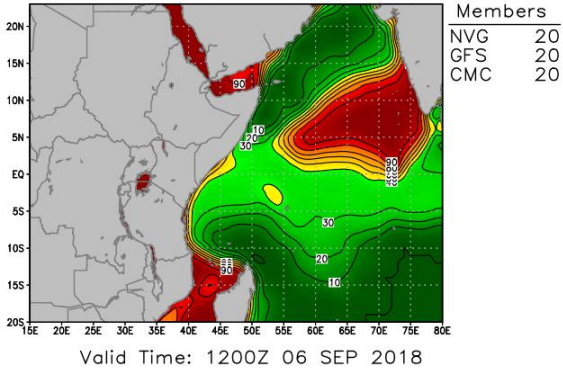 Members
NVG 20
GFS 20
CMC 20
20N
15N
10N
5N
EQ
5S
10S
15S
20S
90
10
20
30
90
30
20
10
90
15E 20E 25E 30E 35E 40E 45E 50E 55E 60E 65E 70E 75E 80E
Valid Time: 1200Z 06 SEP 2018